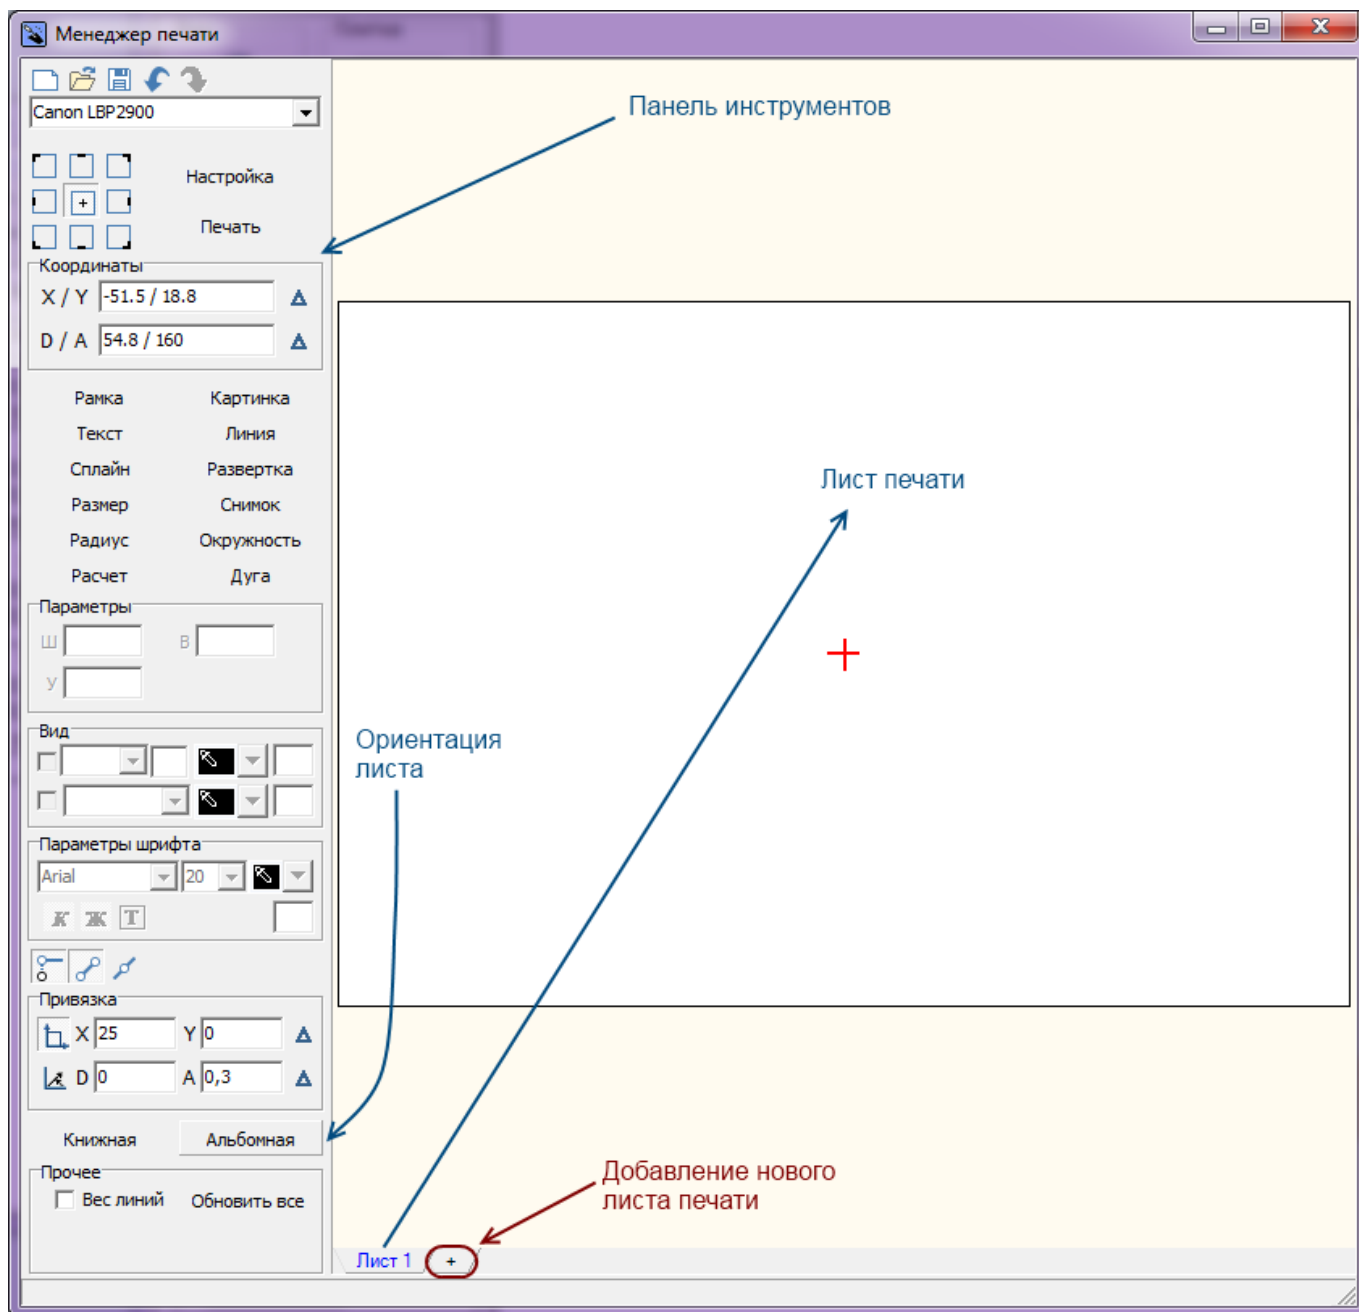 Менеджер печати
Canon LBP2900
Панель инструментов
Настройка
Печать
Координаты
X / Y -51.5 / 18.8
D / A 54.8 / 160
Рамка Картинка
Текст Линия
Сплайн Развертка
Размер Снимок
Радиус Окружность
Расчет Дуга
Лист печати
Параметры
Ш В
У
Вид
Ориентация
листа
Параметры шрифта
Arial 20
К Ж T
Привязка
X 25 Y 0
D 0 A 0,3
Книжная Альбомная
Прочее
Вес линий Обновить все
Добавление нового
листа печати
Лист 1 +